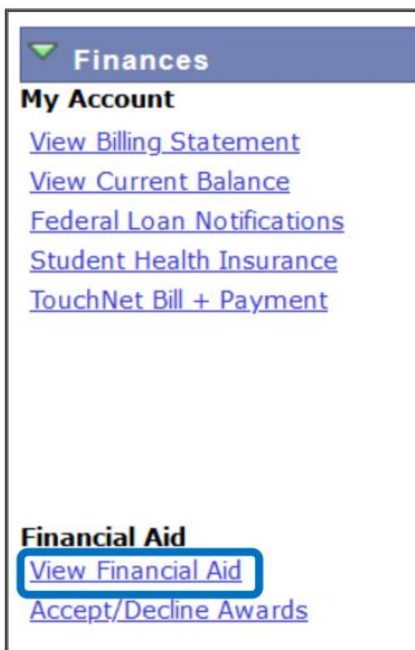 Finances
My Account
View Billing Statement
View Current Balance
Federal Loan Notifications
Student Health Insurance
TouchNet Bill + Payment
Financial Aid
View Financial Aid
Accept/Decline Awards